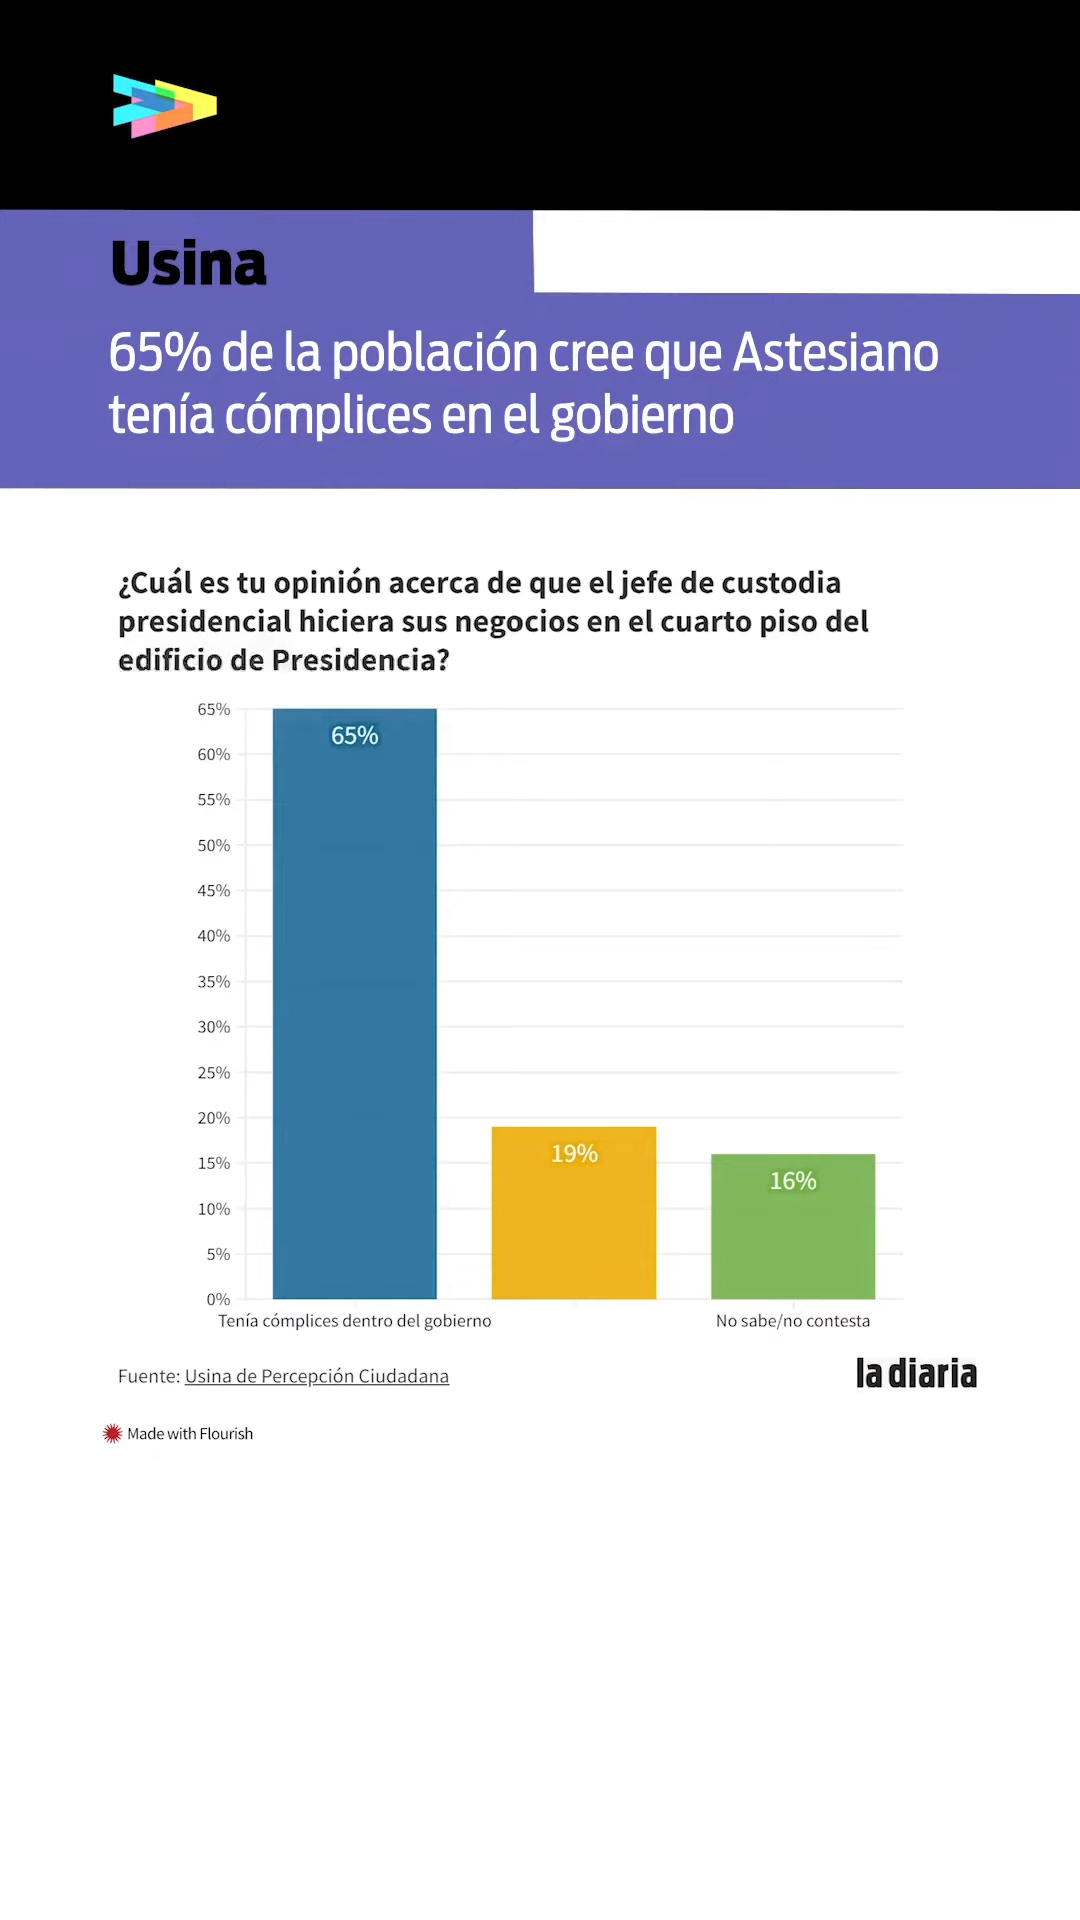 Usina
65% de la población cree que Astesiano
tenía cómplices en el gobierno
¿Cuál es tu opinión acerca de que el jefe de custodia
presidencial hiciera sus negocios en el cuarto piso del
edificio de Presidencia?
65%
60%
55%
50%
45%
40%
35%
30%
25%
20%
15%
10%
5%
0%
65%
19%
16%
Tenía cómplices dentro del gobierno
No sabe/no contesta
Fuente: Usina de Percepción Ciudadana
la diaria
Made with Flourish